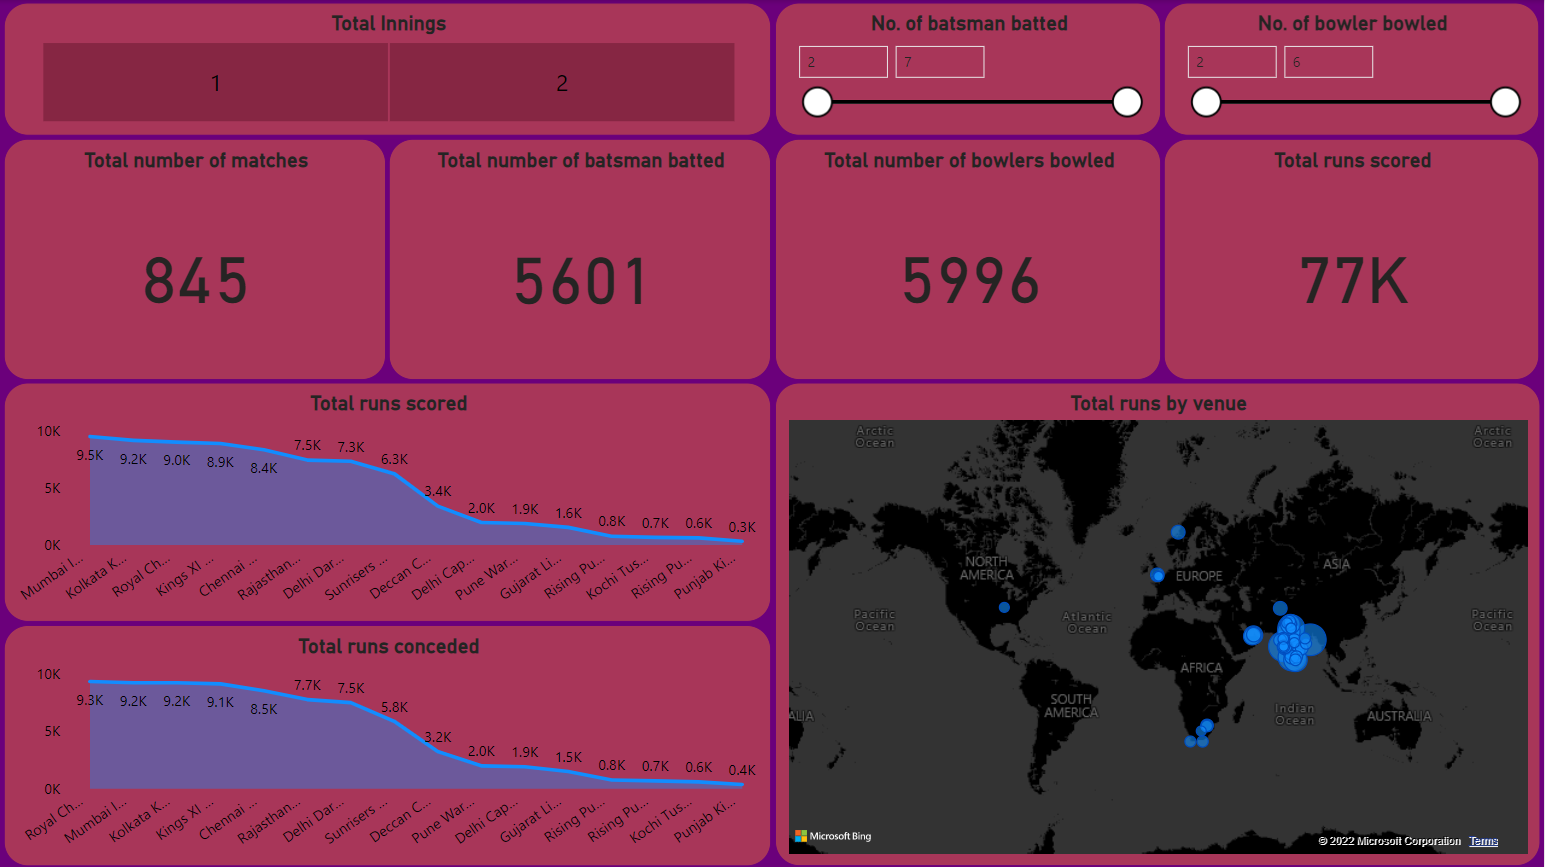 Total Innings
1
2
No. of batsman batted
2
7
No. of bowler bowled
2
6
Total number of matches
845
Total number of batsman batted
5601
Total number of bowlers bowled
5996
Total runs scored
77K
Total runs scored
10K
5K
0K
9.5K
9.2K
9.0K
8.9K
8.4K
7.5K
7.3K
6.3K
3.4K
2.0K
1.9K
1.6K
0.8K
0.7K
0.6K
0.3K
Mumbai I...
Kolkata K...
Royal Ch...
Kings XI ...
Chennai ...
Rajasthan...
Delhi Dar...
Sunrisers ...
Deccan C...
Delhi Cap...
Pune War...
Gujarat Li...
Rising Pu...
Kochi Tus...
Rising Pu...
Punjab Ki...
Total runs conceded
10K
5K
0K
9.3K
9.2K
9.2K
9.1K
8.5K
7.7K
7.5K
5.8K
3.2K
2.0K
1.9K
1.5K
0.8K
0.7K
0.6K
0.4K
Royal Ch...
Mumbai I...
Kolkata K...
Kings XI ...
Chennai ...
Rajasthan...
Delhi Dar...
Sunrisers ...
Deccan C...
Pune War...
Delhi Cap...
Gujarat Li...
Rising Pu...
Rising Pu...
Kochi Tus...
Punjab Ki...
Total runs by venue
Arctic
Ocean
Arctic
Ocean
NORTH
AMERICA
EUROPE
ASIA
Pacific
Ocean
Atlantic
Ocean
Pacific
Ocean
AFRICA
SOUTH
AMERICA
Indian
Ocean
ALIA
AUSTRALIA
Microsoft Bing
© 2022 Microsoft Corporation Terms